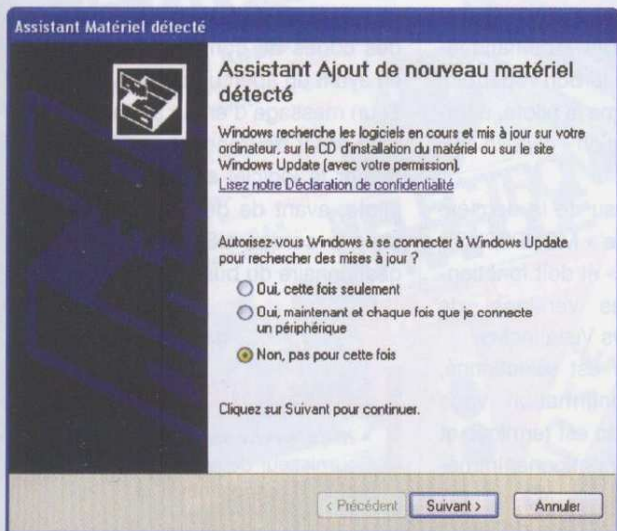 Assistant Matériel détecté
Assistant Ajout de nouveau matériel
détecté
Windows recherche les logiciels en cours et mis à jour sur votre
ordinateur, sur le CD d'installation du matériel ou sur le site
Windows Update (avec votre permission).
Lisez notre Déclaration de confidentialité
Autorisez-vous Windows à se connecter à Windows Update
pour rechercher des mises à jour ?
Oui, cette fois seulement
Oui, maintenant et chaque fois que je connecte
un périphérique
Non, pas pour cette fois
Cliquez sur Suivant pour continuer.
< Précédent
Suivant >
Annuler